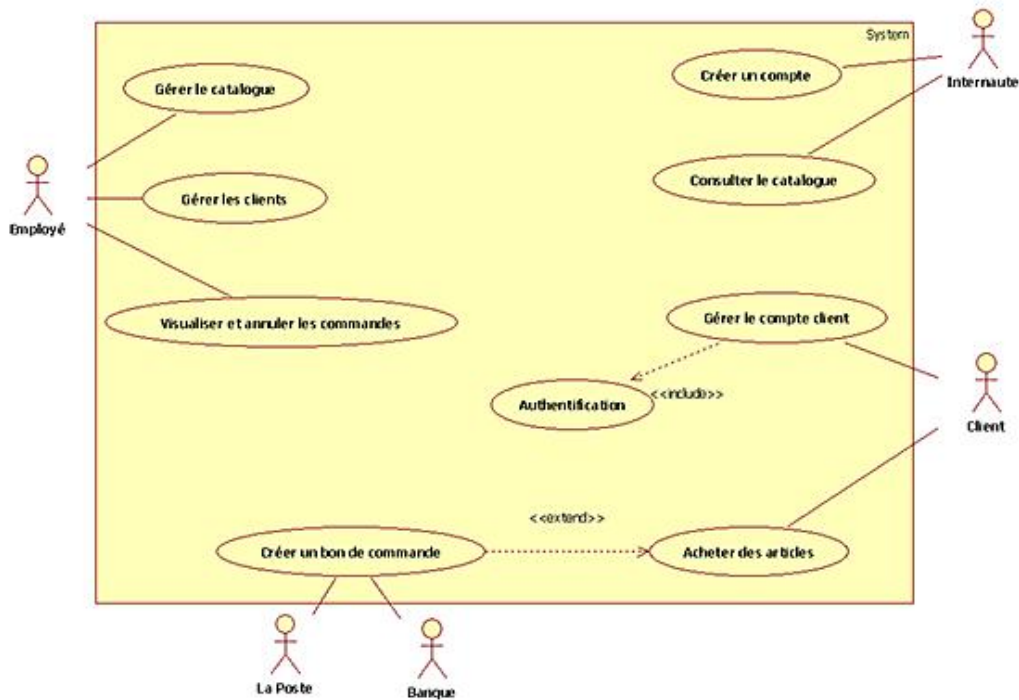 System
Gérer le catalogue
Créer un compte
Internaute
Consulter le catalogue
Gérer les clients
Employé
Visualiser et annuler les commandes
Gérer le compte client
<<include>>
Authentification
Client
<<extend>>
Créer un bon de commande
Acheter des articles
La Poste
Banque